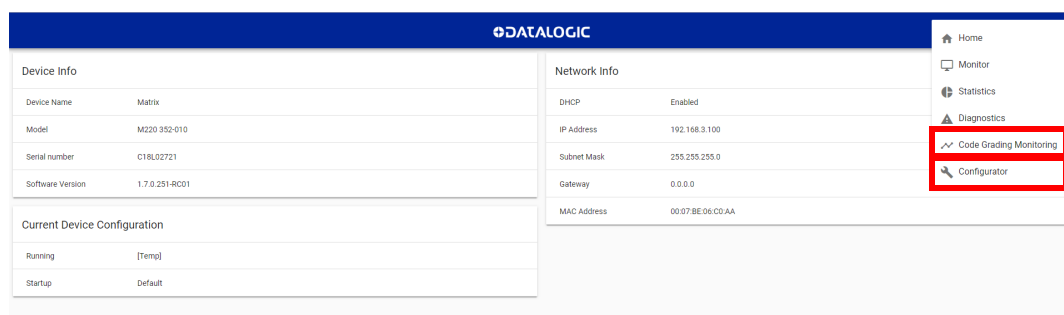 DATALOGIC
Device Info
Device Name Matrix
Model M220 352-010
Serial number C18L02721
Software Version 1.7.0.251-RC01
Current Device Configuration
Running [Temp]
Startup Default
Network Info
DHCP Enabled
IP Address 192.168.3.100
Subnet Mask 255.255.255.0
Gateway 0.0.0.0
MAC Address 00:07:BE:06:C0:AA
Home
Monitor
Statistics
Diagnostics
Code Grading Monitoring
Configurator